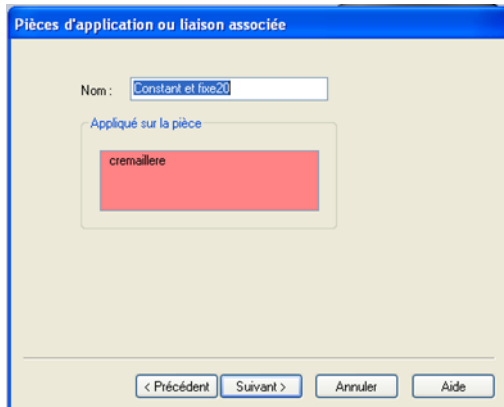 Pièces d'application ou liaison associée
Nom : Constant et fixe20
Appliqué sur la pièce
cremaillere
< Précédent Suivant > Annuler Aide